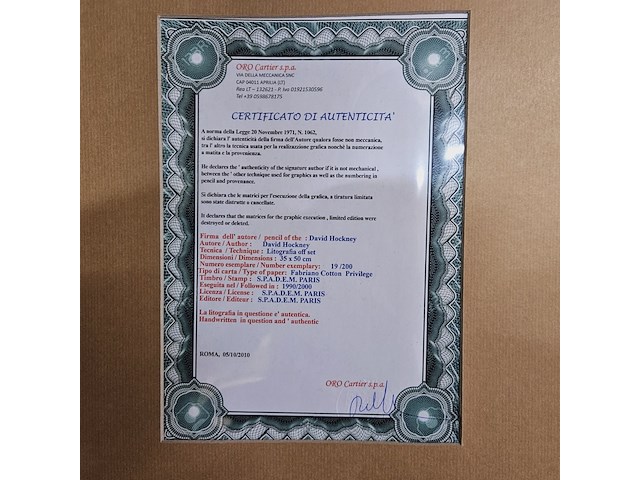 ORO Cartier s.p.a.
VIA DELLA MECCANICA SNC
CAP 04011 APRILIA (LT)
Rea LT – 132621 - P. Iva 01921530596
Tel +39 0598678175
CERTIFICATO DI AUTENTICITA'
A norma della Legge 20 Novembre 1971, N. 1062,
si dichiara l' autenticità della firma dell'Autore qualora fosse non meccanica,
tra l' altro la tecnica usata per la realizzazione grafica nonchè la numerazione
a matita e la provenienza.
He declares the ' authenticity of the signature author if it is not mechanical ,
between the ' other technique used for graphics as well as the numbering in
pencil and provenance.
Si dichiara che le matrici per l'esecuzione della grafica, a tiratura limitata
sono state distrutte o cancellate.
It declares that the matrices for the graphic execution , limited edition were
destroyed or deleted.
Firma dell' autore / pencil of the : David Hockney
Autore / Author : David Hockney
Tecnica / Technique : Litografia off set
Dimensioni / Dimensions : 35 x 50 cm
Numero esemplare / Number exemplary: 19 /200
Tipo di carta / Type of paper: Fabriano Cotton Privilege
Timbro / Stamp : S.P.A.D.E.M. PARIS
Eseguita nel / Followed in : 1990/2000
Licenza / License : S.P.A.D.E.M. PARIS
Editore / Editeur : S.P.A.D.E.M. PARIS
La litografia in questione e' autentica.
Handwritten in question and ' authentic
ROMA, 05/10/2010
ORO Cartier s.p.a.